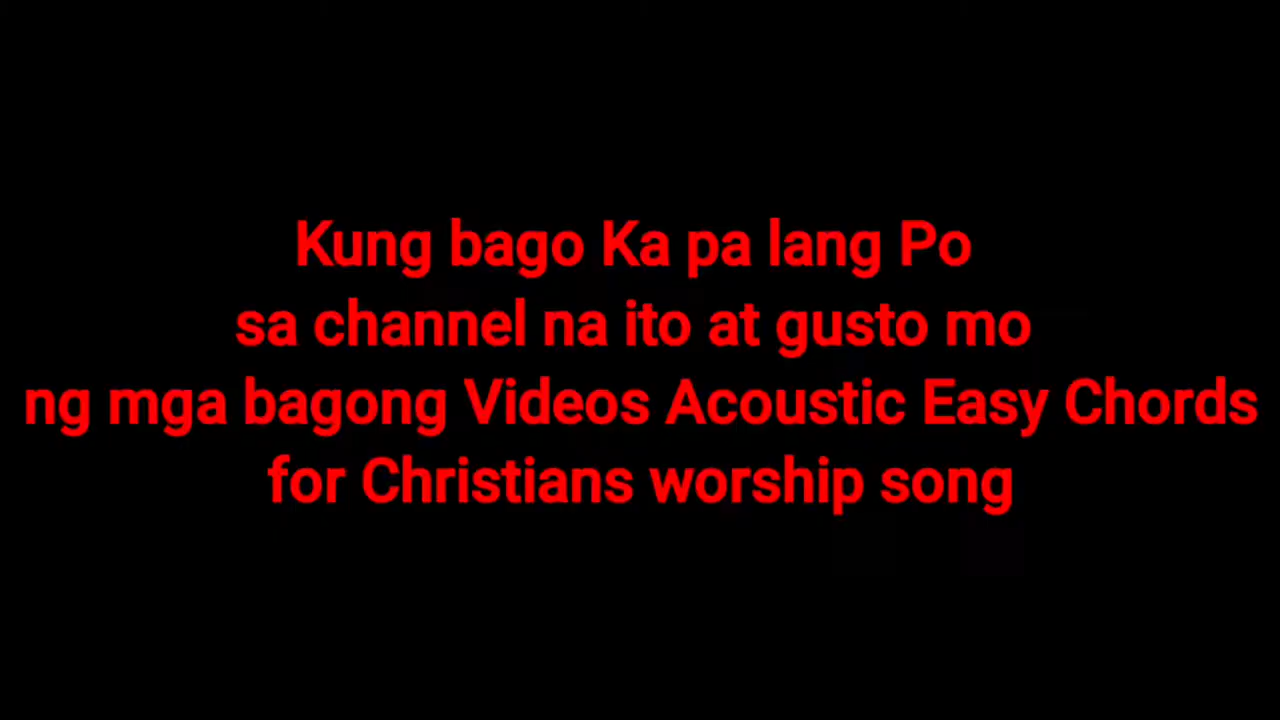 Kung bago Ka pa lang Po
sa channel na ito at gusto mo
ng mga bagong Videos Acoustic Easy Chords
for Christians worship song